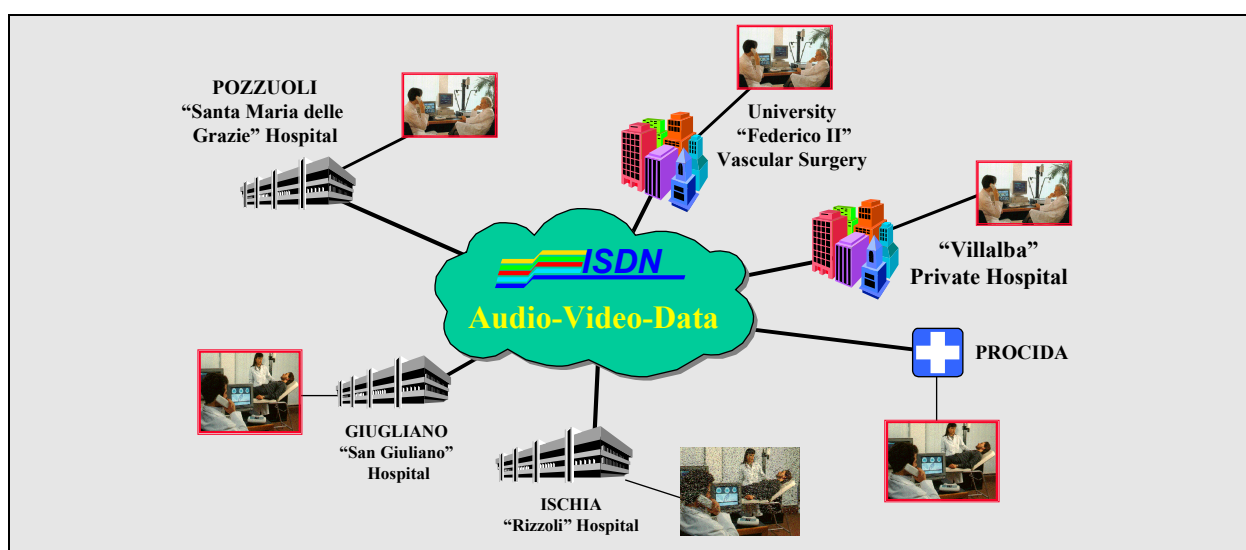 POZZUOLI
“Santa Maria delle
Grazie” Hospital
University
“Federico II”
Vascular Surgery
“Villalba”
Private Hospital
ISDN
Audio-Video-Data
PROCIDA
GIUGLIANO
“San Giuliano”
Hospital
ISCHIA
“Rizzoli” Hospital